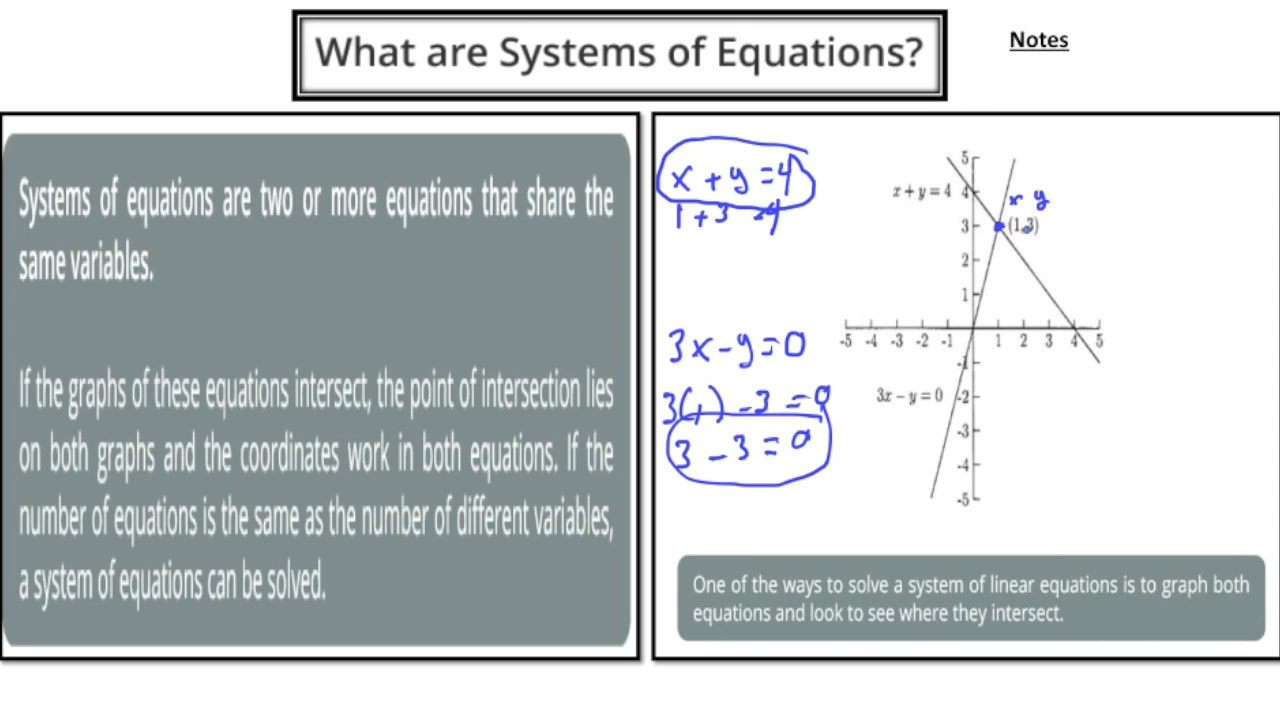 What are Systems of Equations?
Notes
Systems of equations are two or more equations that share the
same variables.
If the graphs of these equations intersect, the point of intersection lies
on both graphs and the coordinates work in both equations. If the
number of equations is the same as the number of different variables,
a system of equations can be solved.
x + y = 4
1 + 3 = 4
3x - y = 0
3(1) - 3 = 0
3 - 3 = 0
5
x + y = 4 4
x y
3 (1,3)
2
1
-5 -4 -3 -2 -1 1 2 3 4 5
-1
3x - y = 0 -2
-3
-4
-5
One of the ways to solve a system of linear equations is to graph both
equations and look to see where they intersect.